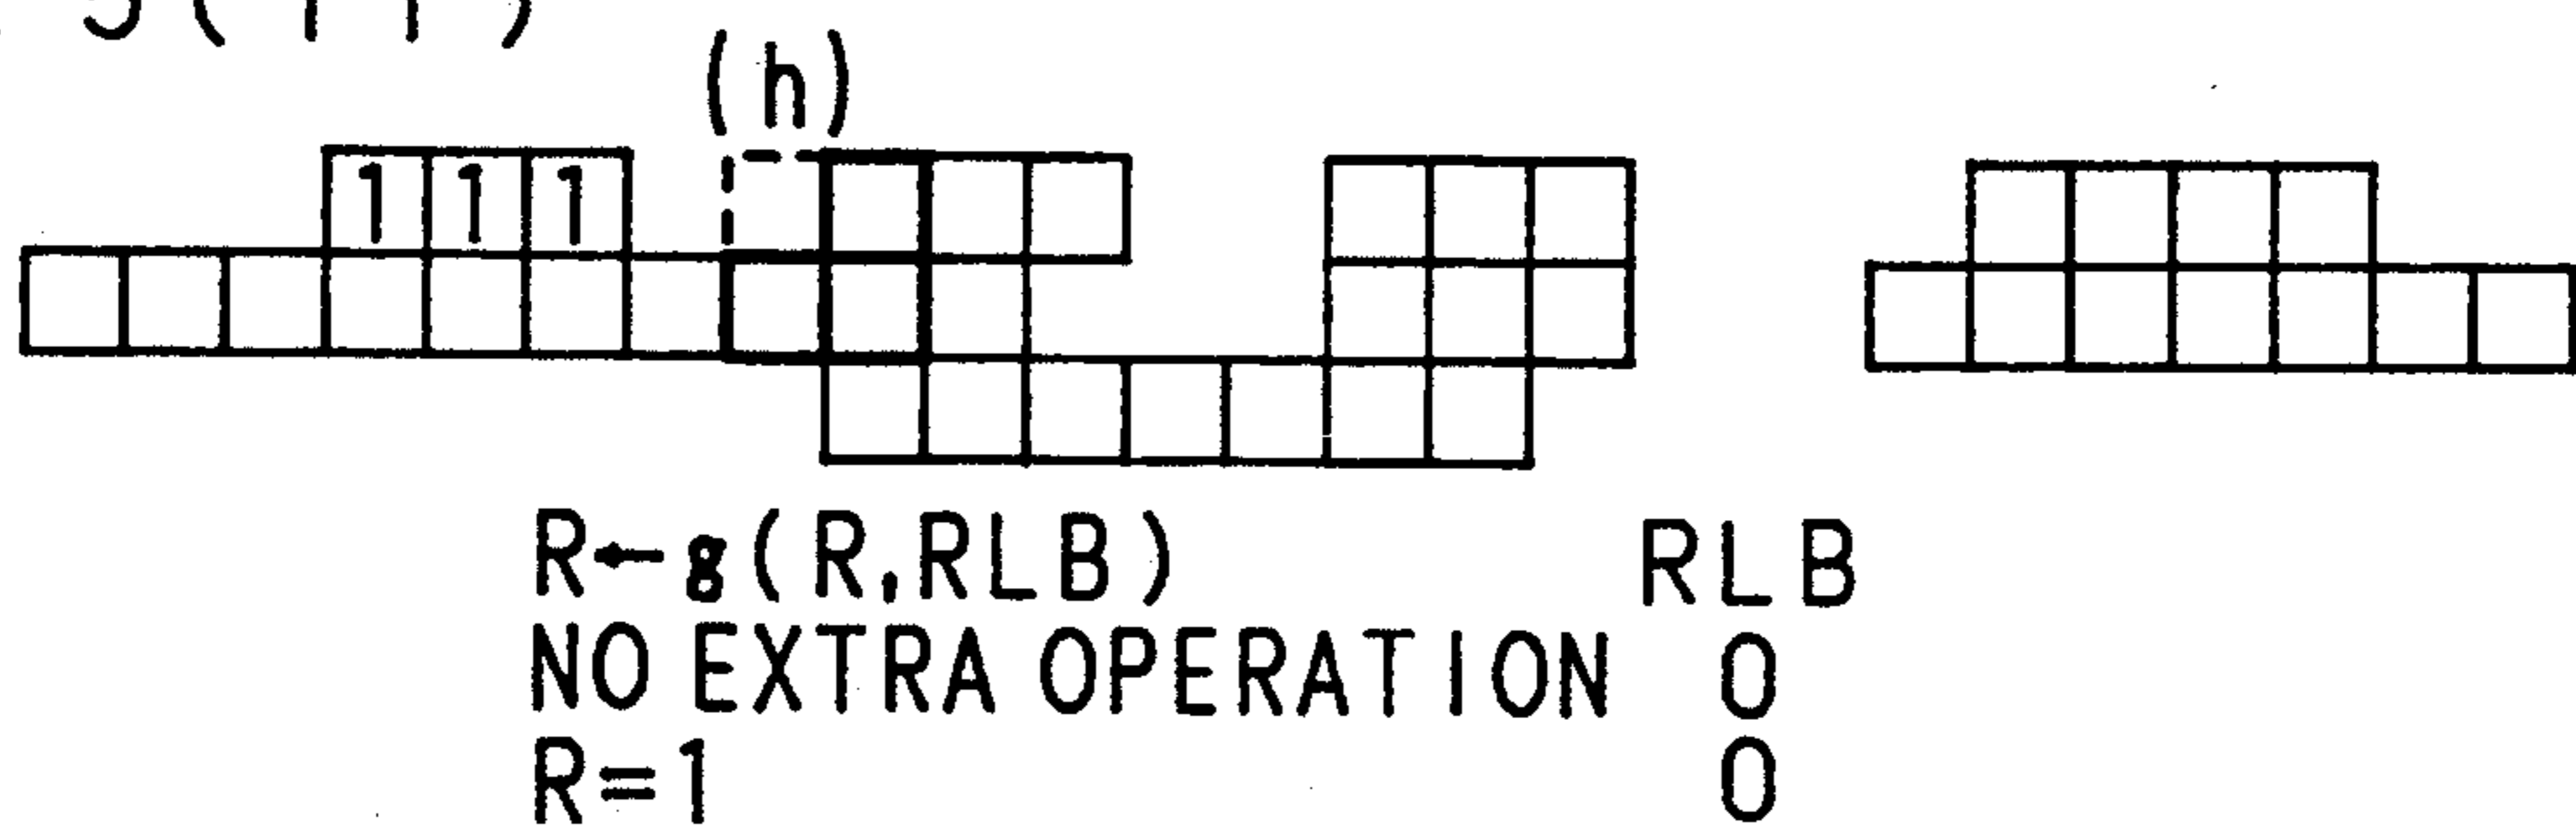 (h)
1 1 1
R←g(R,RLB) RLB
NO EXTRA OPERATION 0
R=1 0